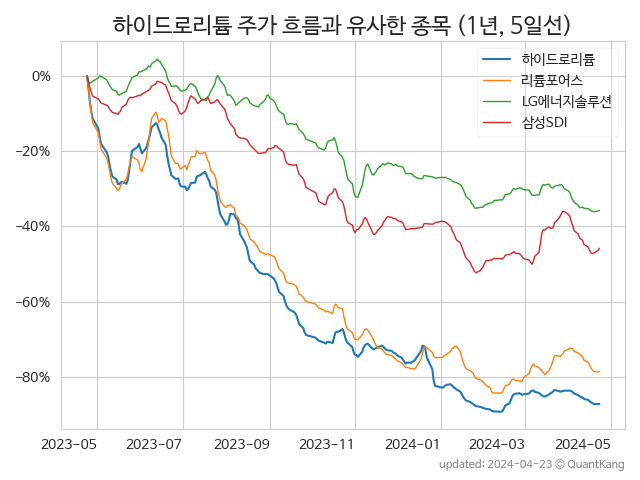 하이드로리튬 주가 흐름과 유사한 종목 (1년, 5일선)
하이드로리튬
리튬포어스
LG에너지솔루션
삼성SDI
0%
−20%
−40%
−60%
−80%
2023-05 2023-07 2023-09 2023-11 2024-01 2024-03 2024-05
updated: 2024-04-23 © QuantKang